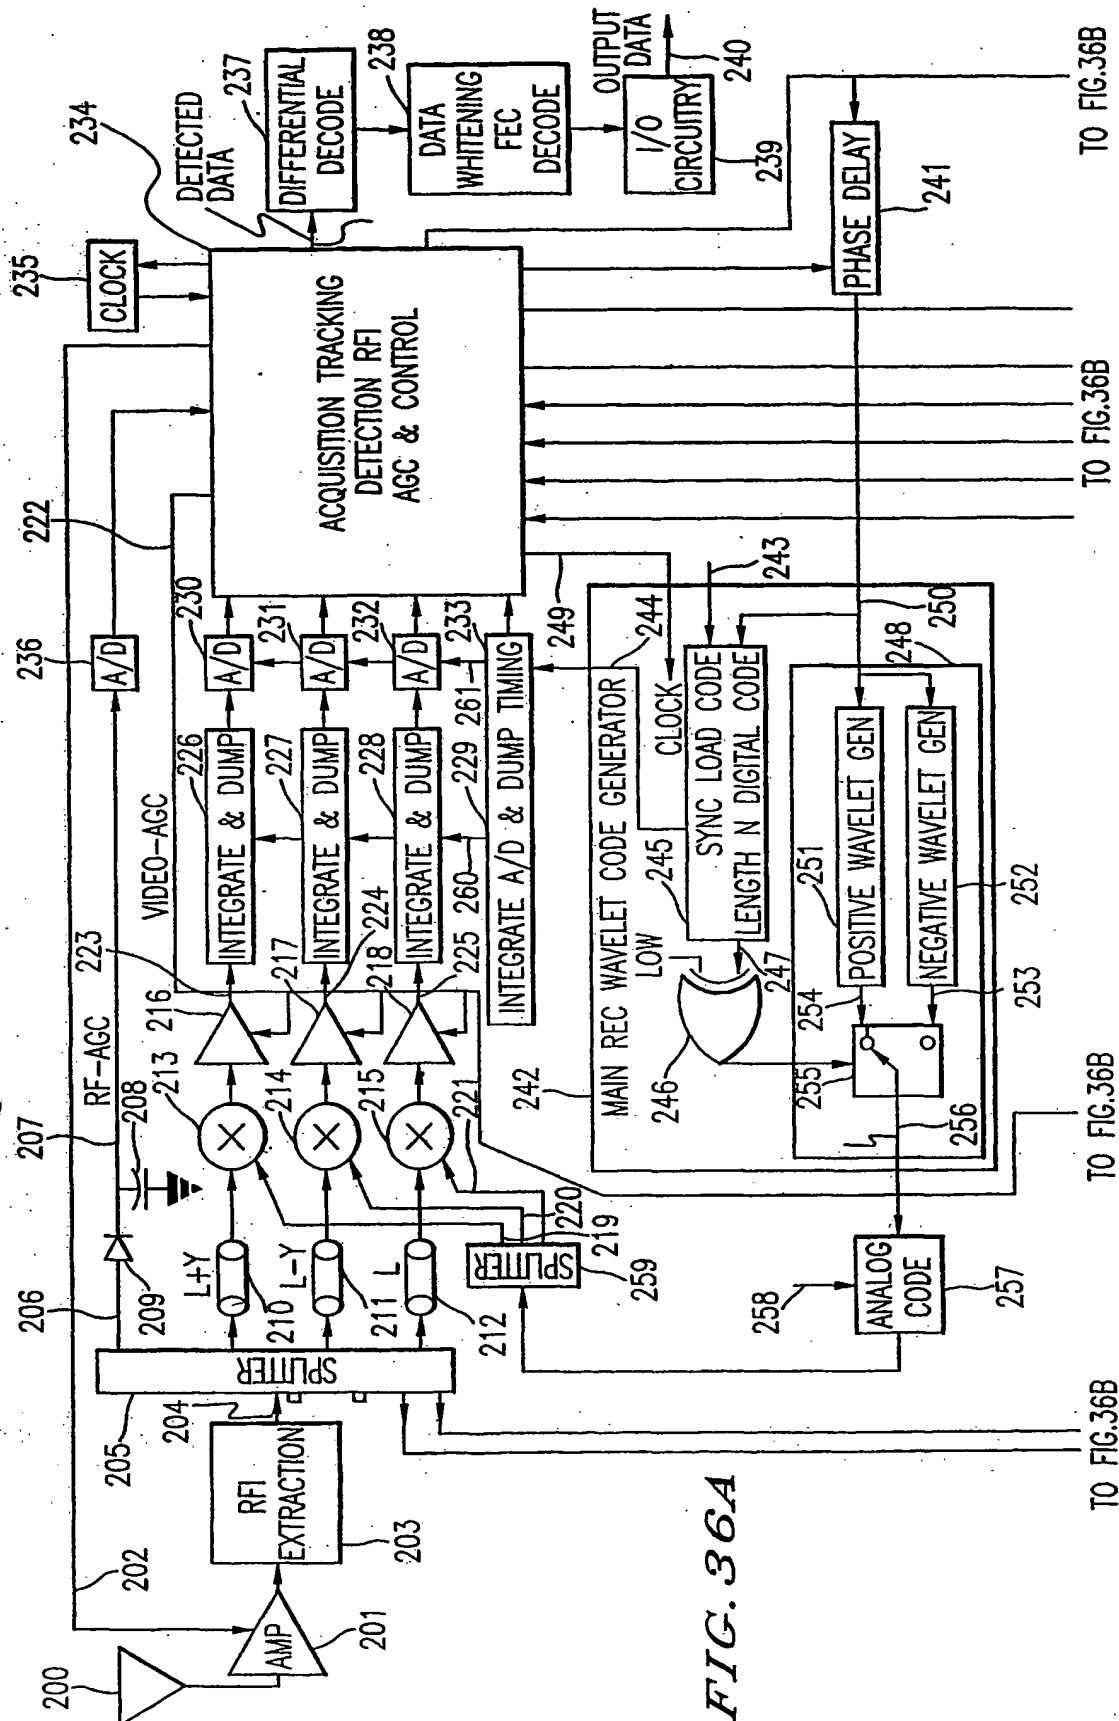 200
AMP
201
202
RFI
EXTRACTION
203
204
205
SPLITTER
206
207
RF-AGC
208
209
L+Y
210
L-Y
211
L
212
213
214
215
216
217
218
SPLITTER
259
219
220
221
222
VIDEO-AGC
223
224
225
INTEGRATE & DUMP
226
INTEGRATE & DUMP
227
INTEGRATE & DUMP
228
229
260
261
INTEGRATE A/D & DUMP TIMING
A/D
236
A/D
230
A/D
231
A/D
232
233
CLOCK
235
234
ACQUISITION TRACKING
DETECTION RFI
AGC & CONTROL
DETECTED
DATA
237
DIFFERENTIAL
DECODE
238
DATA
WHITENING
FEC
DECODE
I/O
CIRCUITRY
239
OUTPUT
DATA
240
PHASE DELAY
241
242
MAIN REC WAVELET CODE GENERATOR
CLOCK
249
243
244
245
SYNC LOAD CODE
LENGTH N DIGITAL CODE
LOW
246
247
250
248
251
POSITIVE WAVELET GEN
NEGATIVE WAVELET GEN
252
253
254
255
256
258
ANALOG
CODE
257
TO FIG.36B
TO FIG.36B
TO FIG.36B
TO FIG.36B
FIG. 36A